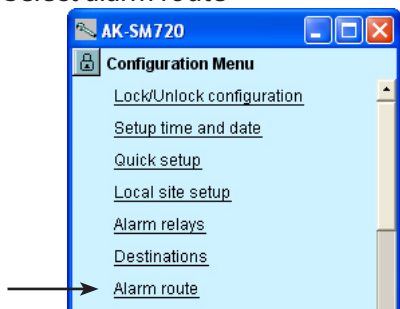 Select alarm route
AK-SM720
Configuration Menu
Lock/Unlock configuration
Setup time and date
Quick setup
Local site setup
Alarm relays
Destinations
Alarm route